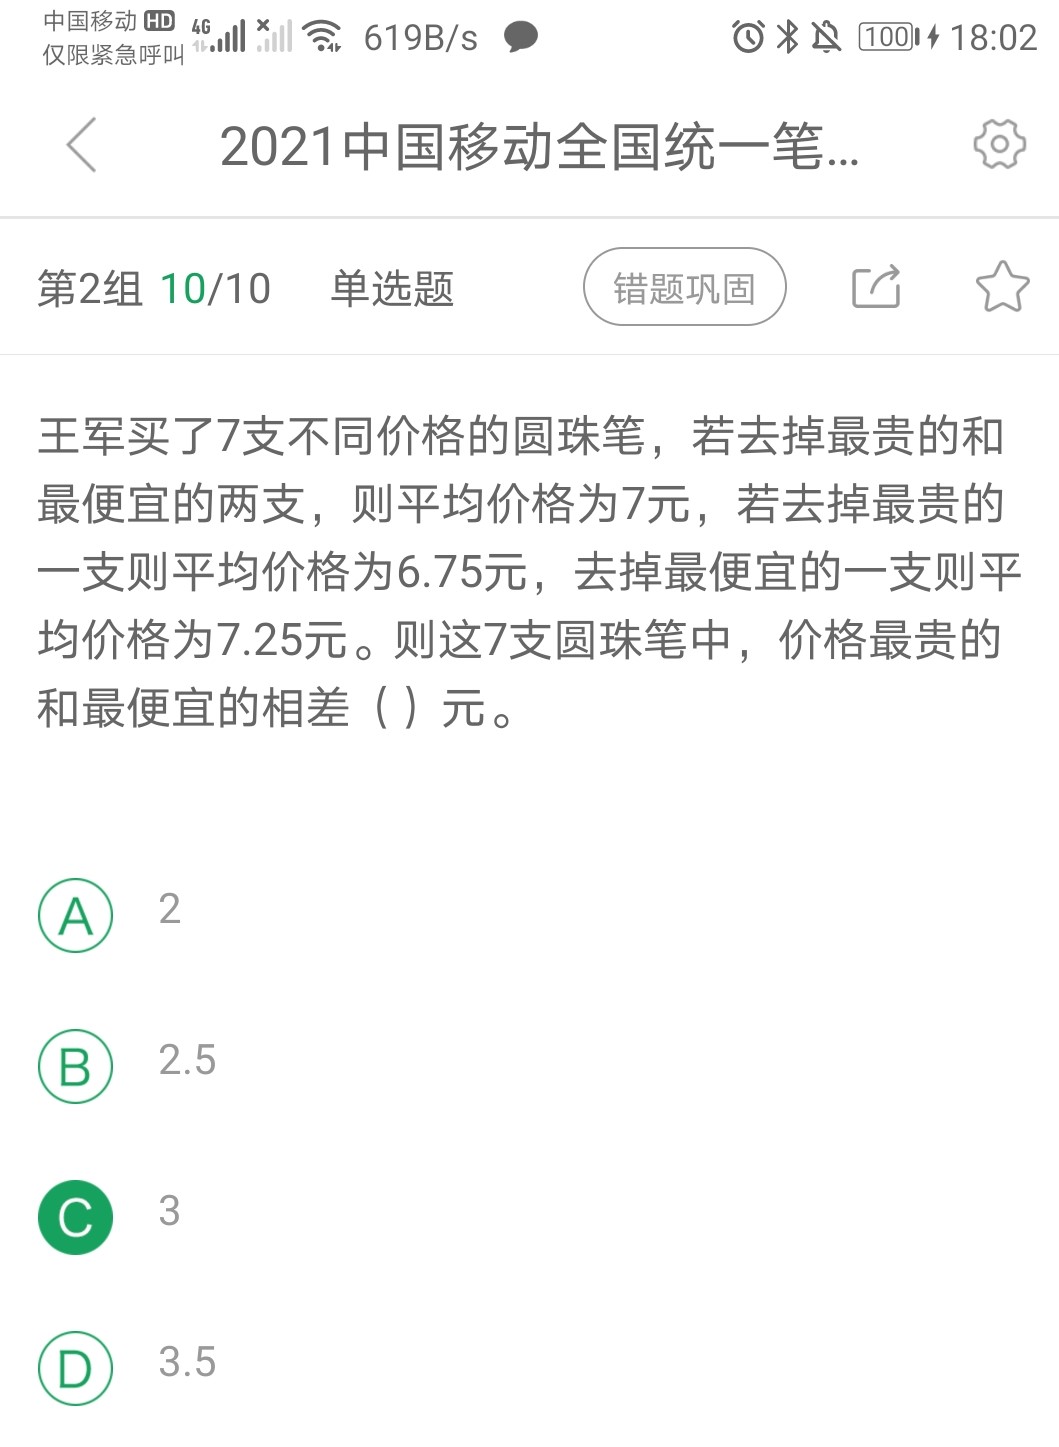 中国移动 HD 4G 619B/s 100 18:02
仅限紧急呼叫
2021中国移动全国统一笔...
第2组 10/10 单选题 错题巩固
王军买了7支不同价格的圆珠笔，若去掉最贵的和
最便宜的两支，则平均价格为7元，若去掉最贵的
一支则平均价格为6.75元，去掉最便宜的一支则平
均价格为7.25元。则这7支圆珠笔中，价格最贵的
和最便宜的相差（）元。
A 2
B 2.5
C 3
D 3.5